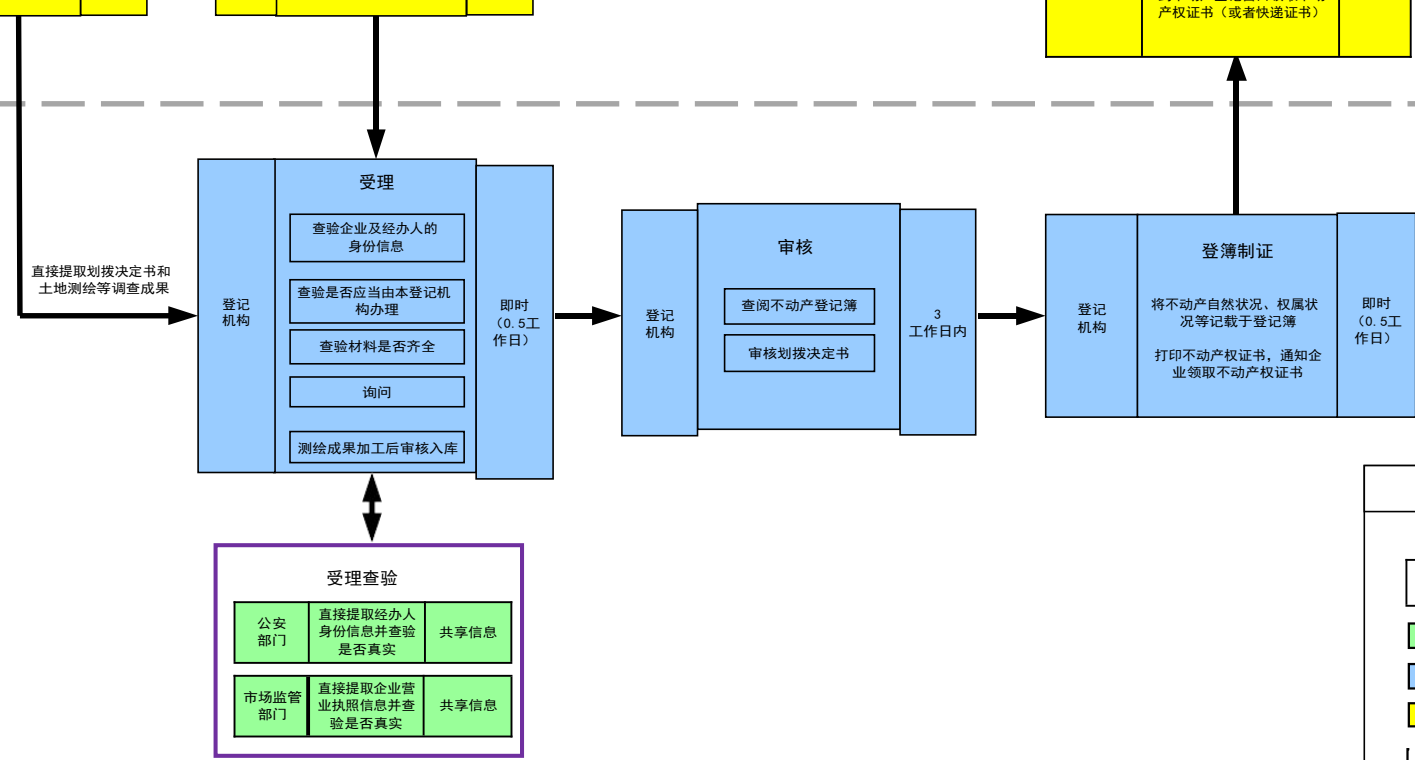 产权证书（或者快递证书）
直接提取划拨决定书和
土地测绘等调查成果
登记
机构
受理
查验企业及经办人的
身份信息
查验是否应当由本登记机
构办理
查验材料是否齐全
询问
测绘成果加工后审核入库
即时
（0.5工
作日）
登记
机构
审核
查阅不动产登记簿
审核划拨决定书
3
工作日内
登记
机构
登簿制证
将不动产自然状况、权属状
况等记载于登记簿
打印不动产权证书，通知企
业领取不动产权证书
即时
（0.5工
作日）
受理查验
公安
部门
直接提取经办人
身份信息并查验
是否真实
共享信息
市场监管
部门
直接提取企业营
业执照信息并查
验是否真实
共享信息